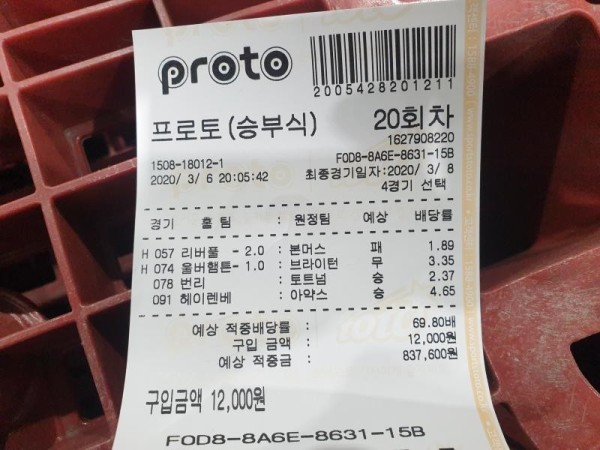 proto
2005428201211
프로토(승부식) 20회차
1627908220
1508-18012-1 F0D8-8A6E-8631-15B
2020/ 3/ 6 20:05:42 최종경기일자:2020/ 3/ 8
4경기 선택
경기 홈 팀 : 원정팀 예상 배당률
H 057 리버풀 - 2.0 : 본머스 패 1.89
H 074 울버햄튼- 1.0 : 브라이턴 무 3.35
078 번리 : 토트넘 승 2.37
091 헤이렌베 : 아약스 승 4.65
예상 적중배당률 : 69.80배
구입 금액 : 12,000원
예상 적중금 : 837,600원
구입금액 12,000원
F0D8-8A6E-8631-15B